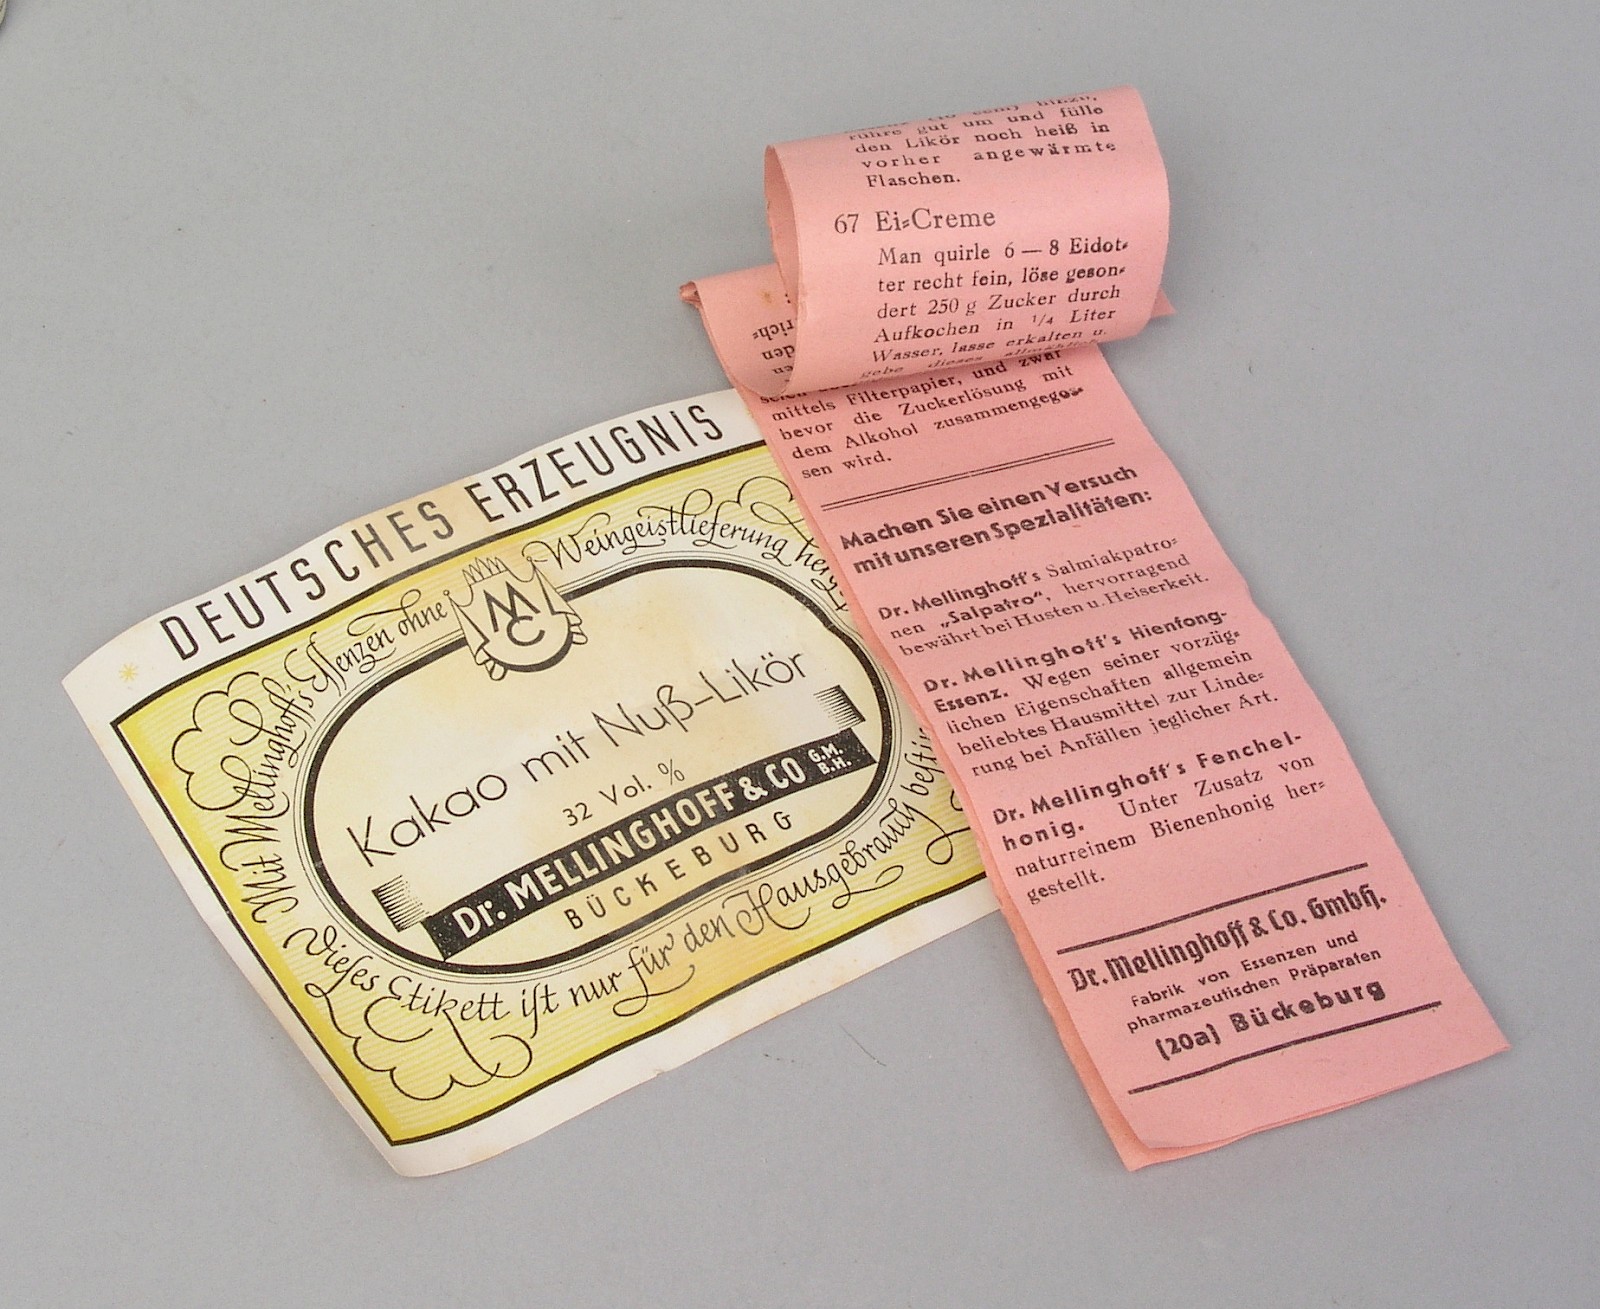 DEUTSCHES ERZEUGNIS
Mit Mellinghoff's Essenzen ohne Weingeistlieferung
MC
Kakao mit Nuß-Likör
32 Vol. %
Dr. MELLINGHOFF & CO G.M.B.H.
BÜCKEBURG
Dieses Etikett ist nur für den Hausgebrauch
rühre gut um und fülle
den Likör noch heiß in
vorher angewärmte
Flaschen.
67 Ei=Creme
Man quirle 6 — 8 Eidot=
ter recht fein, löse geson=
dert 250 g Zucker durch
Aufkochen in 1/4 Liter
Wasser, lasse erkalten u.
gebe dieses
mittels Filterpapier, und zwar
bevor die Zuckerlösung mit
dem Alkohol zusammengegos=
sen wird.
Machen Sie einen Versuch
mit unseren Spezialitäten:
Dr. Mellinghoff's Salmiakpatro=
nen „Salpatro", hervorragend
bewährt bei Husten u. Heiserkeit.
Dr. Mellinghoff's Hienfong-
Essenz. Wegen seiner vorzüg=
lichen Eigenschaften allgemein
beliebtes Hausmittel zur Linde=
rung bei Anfällen jeglicher Art.
Dr. Mellinghoff's Fenchel-
honig. Unter Zusatz von
naturreinem Bienenhonig her=
gestellt.
Dr. Mellinghoff & Co. GmbH.
Fabrik von Essenzen und
pharmazeutischen Präparaten
(20a) Bückeburg